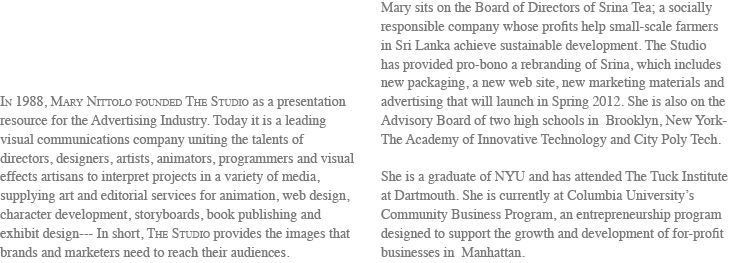 In 1988, Mary Nittolo founded The Studio as a presentation
resource for the Advertising Industry. Today it is a leading
visual communications company uniting the talents of
directors, designers, artists, animators, programmers and visual
effects artisans to interpret projects in a variety of media,
supplying art and editorial services for animation, web design,
character development, storyboards, book publishing and
exhibit design--- In short, The Studio provides the images that
brands and marketers need to reach their audiences.
Mary sits on the Board of Directors of Srina Tea; a socially
responsible company whose profits help small-scale farmers
in Sri Lanka achieve sustainable development. The Studio
has provided pro-bono a rebranding of Srina, which includes
new packaging, a new web site, new marketing materials and
advertising that will launch in Spring 2012. She is also on the
Advisory Board of two high schools in  Brooklyn, New York-
The Academy of Innovative Technology and City Poly Tech.
She is a graduate of NYU and has attended The Tuck Institute
at Dartmouth. She is currently at Columbia University’s
Community Business Program, an entrepreneurship program
designed to support the growth and development of for-profit
businesses in  Manhattan.